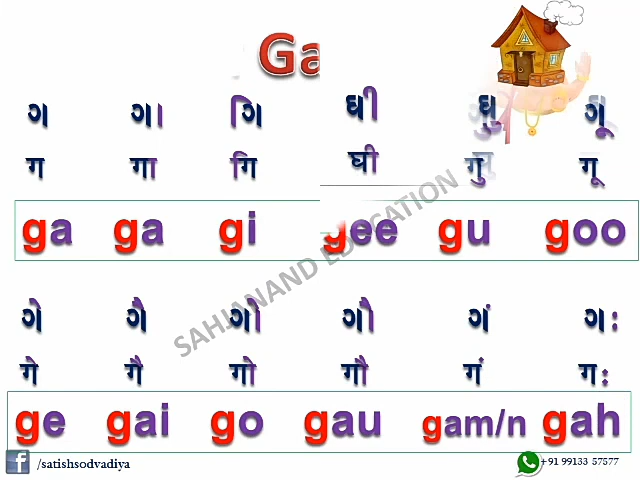 Ga
ગ ગા ગિ ઘી ગૂ
ग गा गि घी गु गू
ga ga gi gee gu goo
SAHJANAND EDUCATION
ગે ગૈ ગો ગૌ ગં ગઃ
गे गै गो गौ गं गः
ge gai go gau gam/n gah
/satishsodvadiya +91 99133 57577